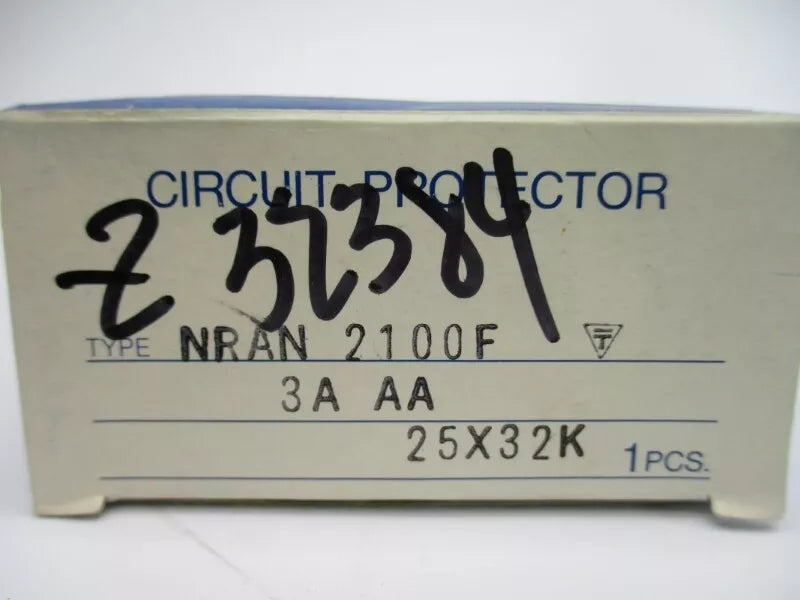 CIRCUIT PROTECTOR
Z 32384
TYPE NRAN 2100F T
3A AA
25X32K 1PCS.